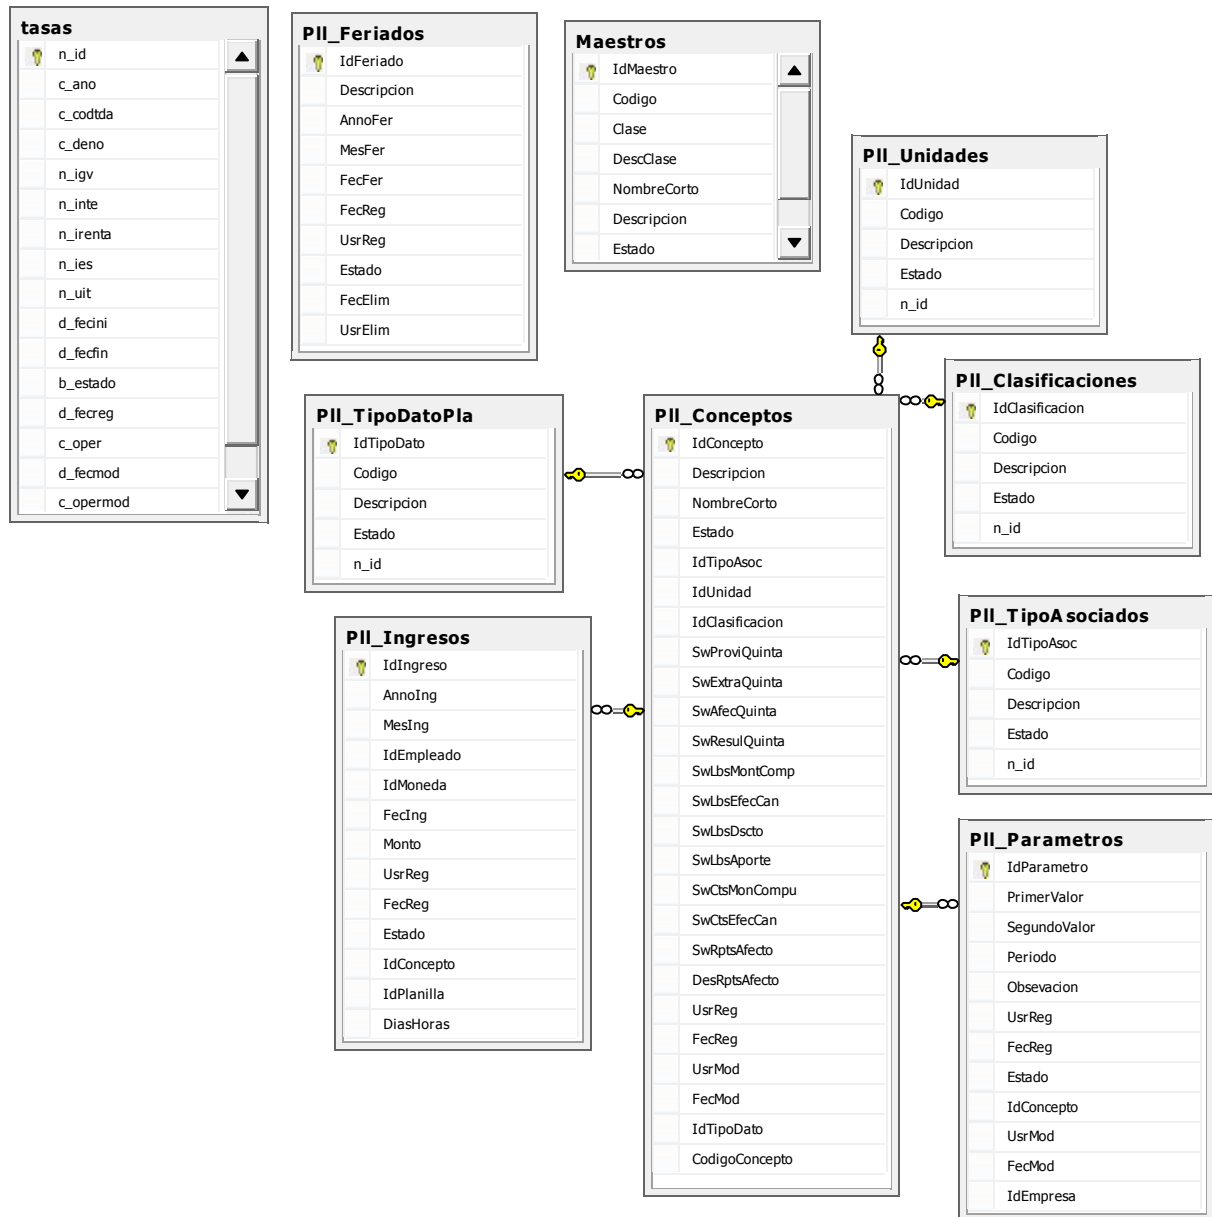 tasas
n_id
c_ano
c_codtda
c_deno
n_igv
n_inte
n_irenta
n_ies
n_uit
d_fecini
d_fecfin
b_estado
d_fecreg
c_oper
d_fecmod
c_opermod
Pll_Feriados
IdFeriado
Descripcion
AnnoFer
MesFer
FecFer
FecReg
UsrReg
Estado
FecElim
UsrElim
Maestros
IdMaestro
Codigo
Clase
DescClase
NombreCorto
Descripcion
Estado
Pll_Unidades
IdUnidad
Codigo
Descripcion
Estado
n_id
Pll_Clasificaciones
IdClasificacion
Codigo
Descripcion
Estado
n_id
Pll_TipoDatoPla
IdTipoDato
Codigo
Descripcion
Estado
n_id
Pll_Conceptos
IdConcepto
Descripcion
NombreCorto
Estado
IdTipoAsoc
IdUnidad
IdClasificacion
SwProviQuinta
SwExtraQuinta
SwAfecQuinta
SwResulQuinta
SwLbsMontComp
SwLbsEfecCan
SwLbsDscto
SwLbsAporte
SwCtsMonCompu
SwCtsEfecCan
SwRptsAfecto
DesRptsAfecto
UsrReg
FecReg
UsrMod
FecMod
IdTipoDato
CodigoConcepto
Pll_Ingresos
IdIngreso
AnnoIng
MesIng
IdEmpleado
IdMoneda
FecIng
Monto
UsrReg
FecReg
Estado
IdConcepto
IdPlanilla
DiasHoras
Pll_TipoAsociados
IdTipoAsoc
Codigo
Descripcion
Estado
n_id
Pll_Parametros
IdParametro
PrimerValor
SegundoValor
Periodo
Obsevacion
UsrReg
FecReg
Estado
IdConcepto
UsrMod
FecMod
IdEmpresa